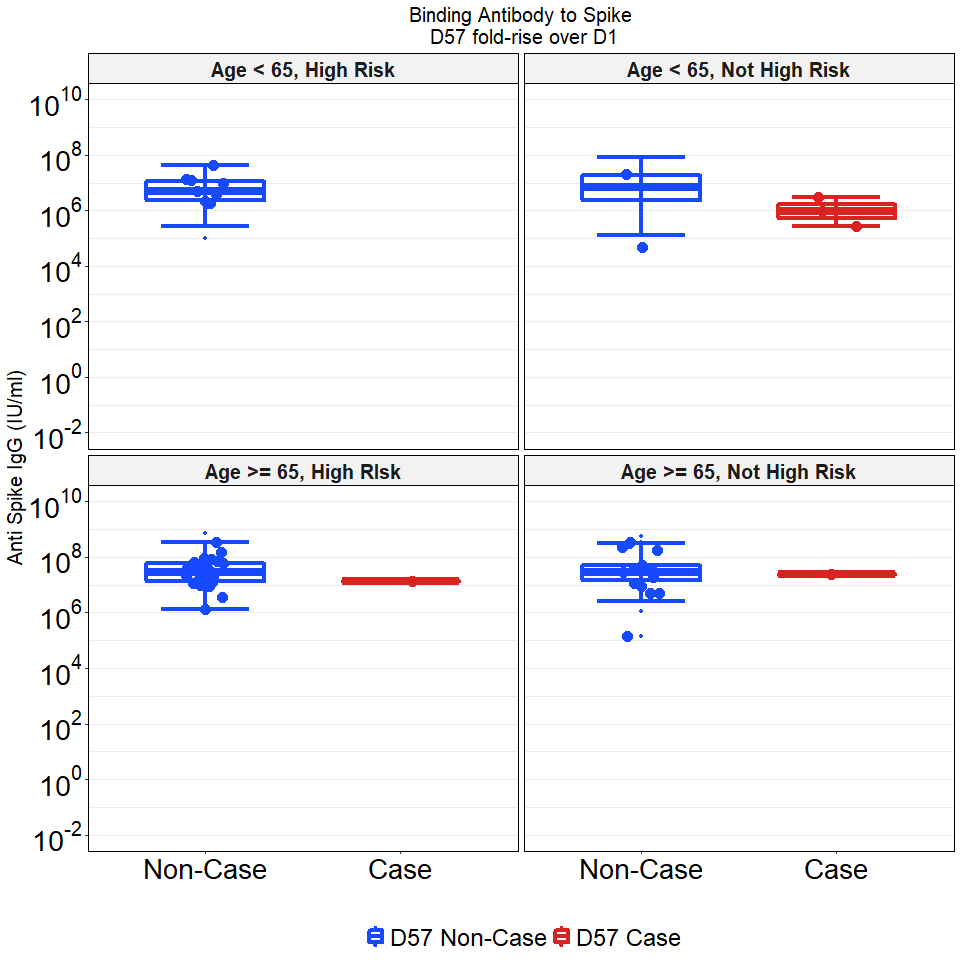 Binding Antibody to Spike
D57 fold-rise over D1
Age < 65, High Risk
Age < 65, Not High Risk
10^10
10^8
10^6
10^4
10^2
10^0
10^-2
Anti Spike IgG (IU/ml)
Age >= 65, High RIsk
Age >= 65, Not High Risk
10^10
10^8
10^6
10^4
10^2
10^0
10^-2
Non-Case Case Non-Case Case
D57 Non-Case D57 Case